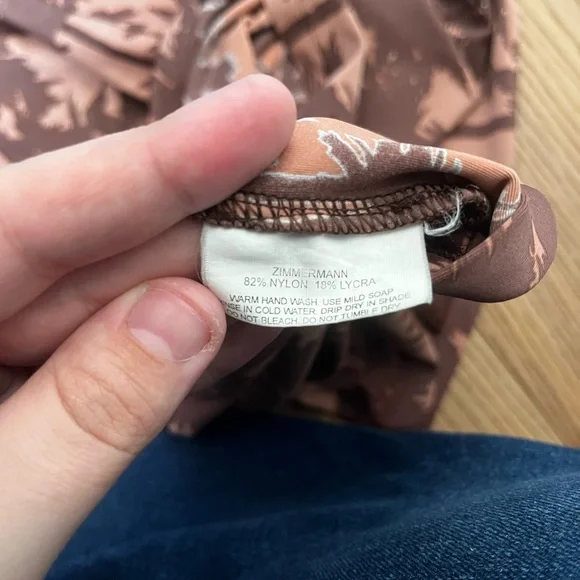 ZIMMERMANN
82% NYLON 18% LYCRA
WARM HAND WASH. USE MILD SOAP
INSE IN COLD WATER. DRIP DRY IN SHADE
DO NOT BLEACH. DO NOT TUMBLE DRY